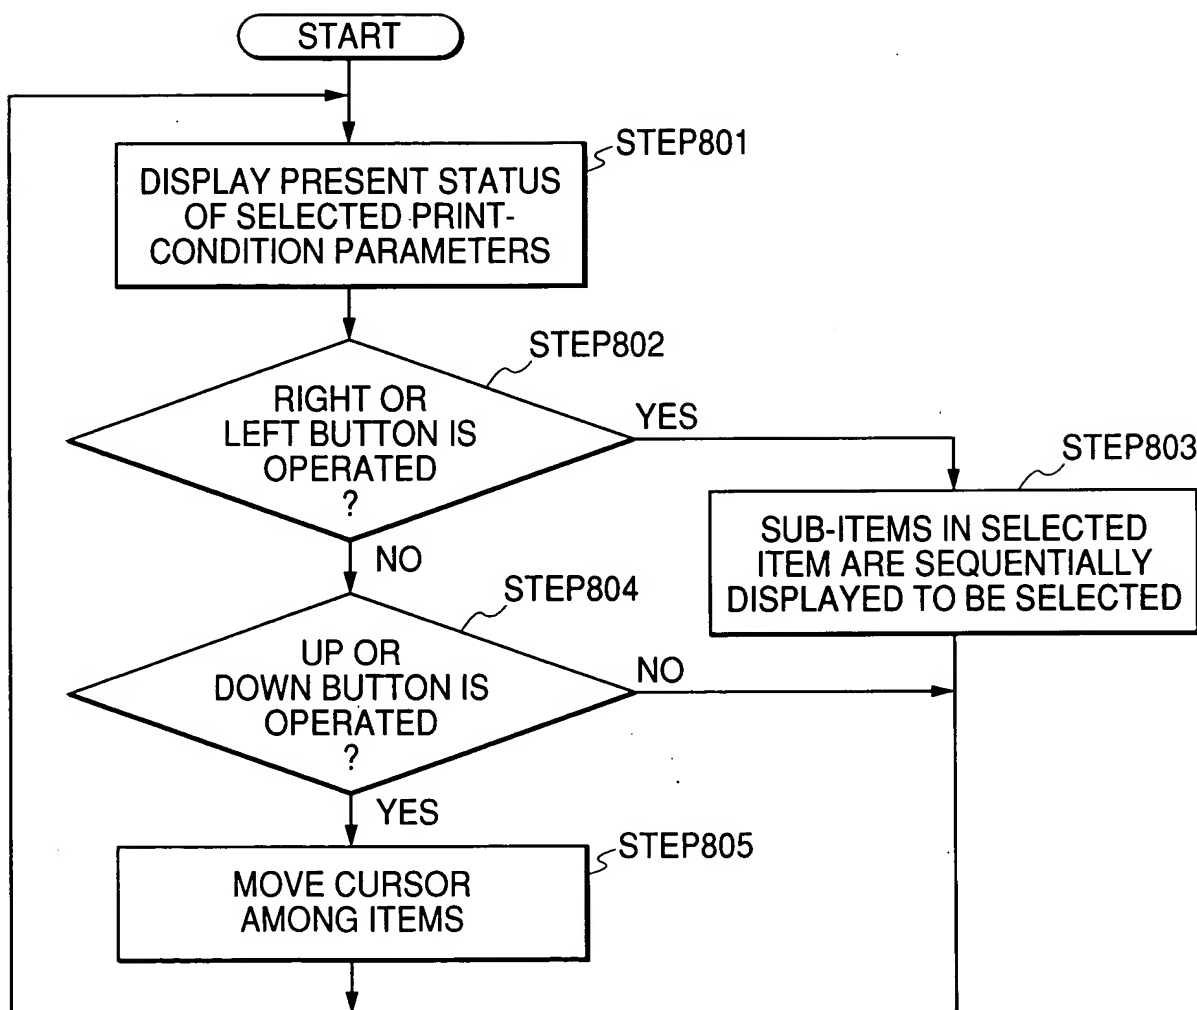 START
STEP801
DISPLAY PRESENT STATUS
OF SELECTED PRINT-
CONDITION PARAMETERS
STEP802
RIGHT OR
LEFT BUTTON IS
OPERATED
?
YES
STEP803
SUB-ITEMS IN SELECTED
ITEM ARE SEQUENTIALLY
DISPLAYED TO BE SELECTED
NO
STEP804
UP OR
DOWN BUTTON IS
OPERATED
?
NO
YES
STEP805
MOVE CURSOR
AMONG ITEMS